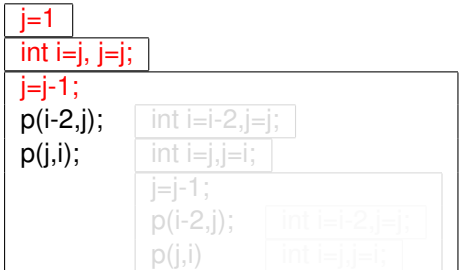 j=1
int i=j, j=j;
j=j-1;
p(i-2,j); int i=i-2,j=j;
p(j,i); int i=j,j=i;
j=j-1;
p(i-2,j); int i=i-2,j=j;
p(j,i) int i=j,j=i;